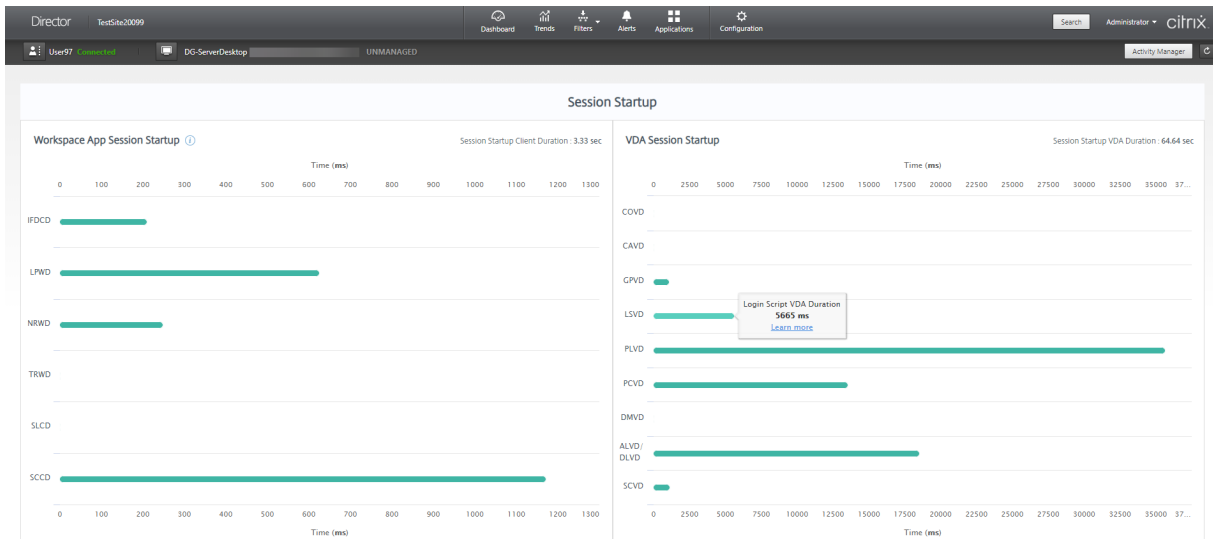 Director TestSite20099 Dashboard Trends Filters Alerts Applications Configuration Search Administrator citrix
User97 Connected DG-ServerDesktop UNMANAGED Activity Manager
Session Startup
Workspace App Session Startup Session Startup Client Duration : 3.33 sec
Time (ms)
0 100 200 300 400 500 600 700 800 900 1000 1100 1200 1300
IFDCD
LPWD
NRWD
TRWD
SLCD
SCCD
0 100 200 300 400 500 600 700 800 900 1000 1100 1200 1300
Time (ms)
VDA Session Startup Session Startup VDA Duration : 64.64 sec
Time (ms)
0 2500 5000 7500 10000 12500 15000 17500 20000 22500 25000 27500 30000 32500 35000 37...
COVD
CAVD
GPVD
LSVD
Login Script VDA Duration
5665 ms
Learn more
PLVD
PCVD
DMVD
ALVD/
DLVD
SCVD
0 2500 5000 7500 10000 12500 15000 17500 20000 22500 25000 27500 30000 32500 35000 37...
Time (ms)